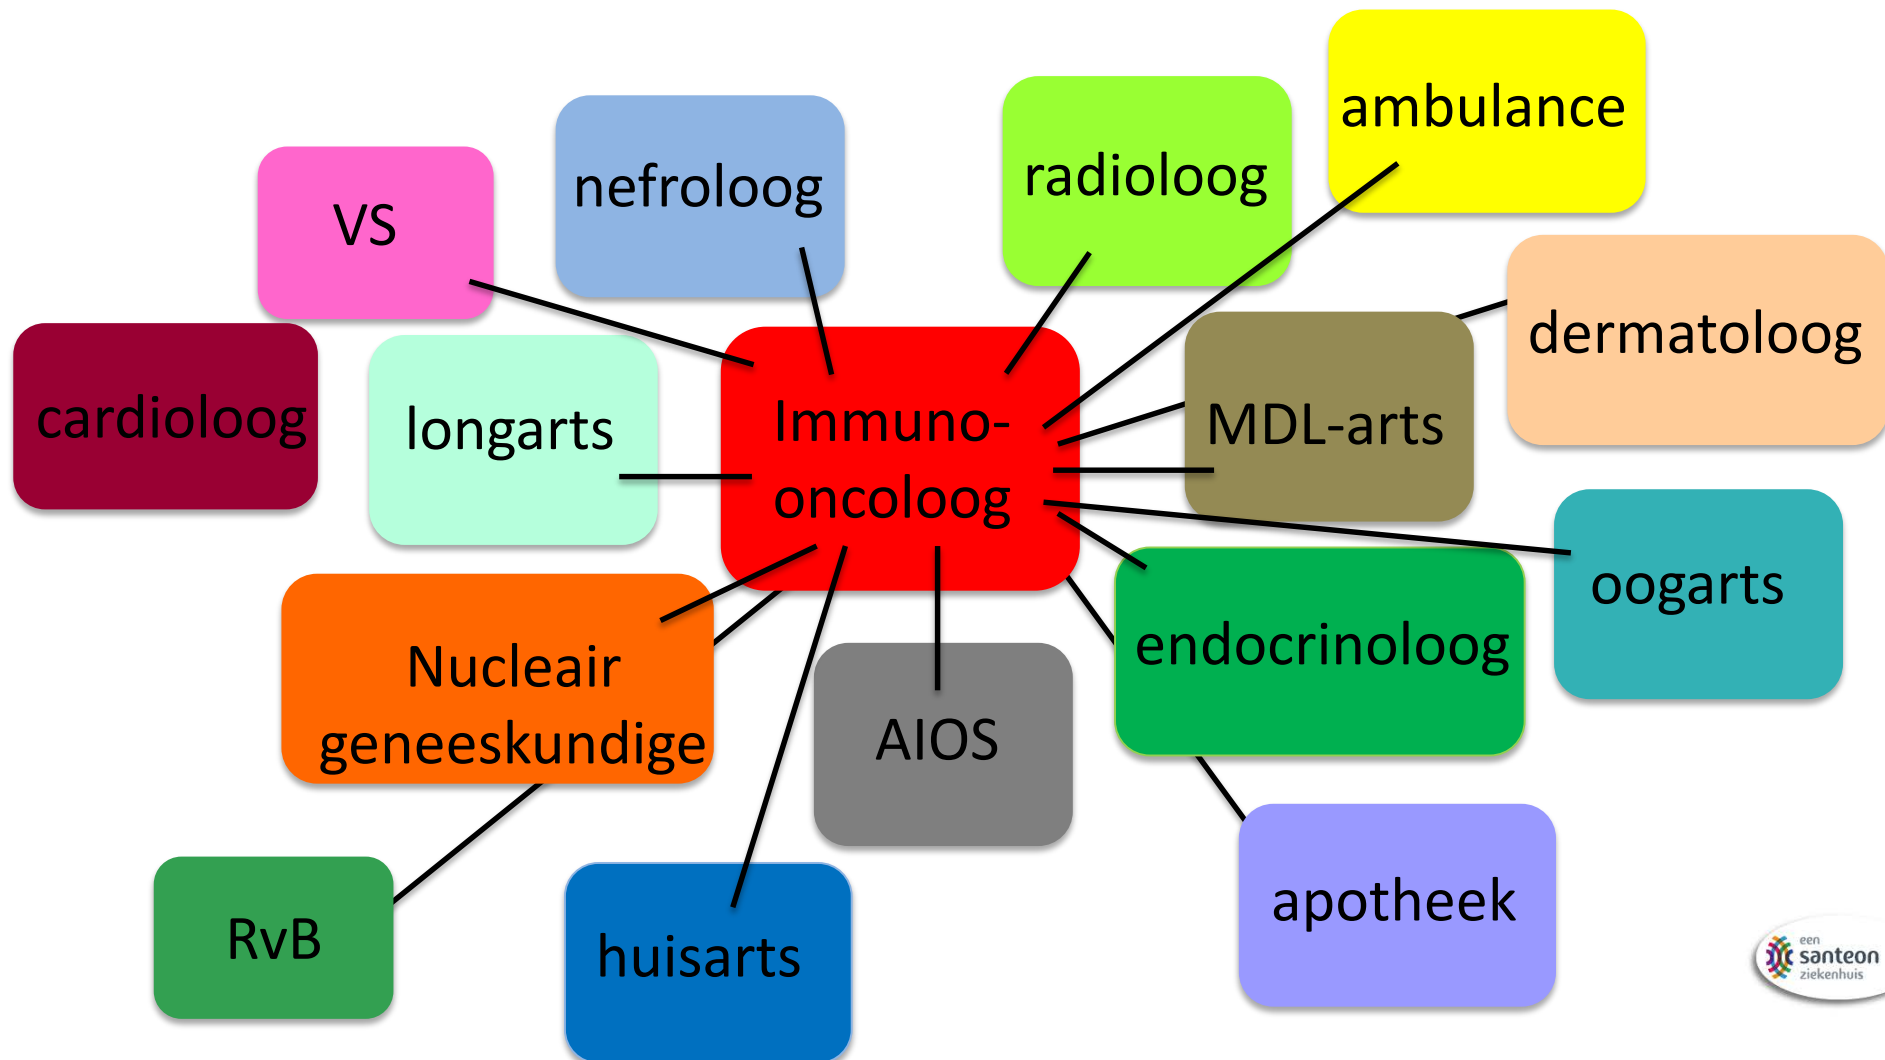 ambulance
nefroloog
radioloog
VS
dermatoloog
cardioloog
longarts
Immuno-
oncoloog
MDL-arts
oogarts
endocrinoloog
Nucleair
geneeskundige
AIOS
apotheek
RvB
huisarts
een
santeon
ziekenhuis